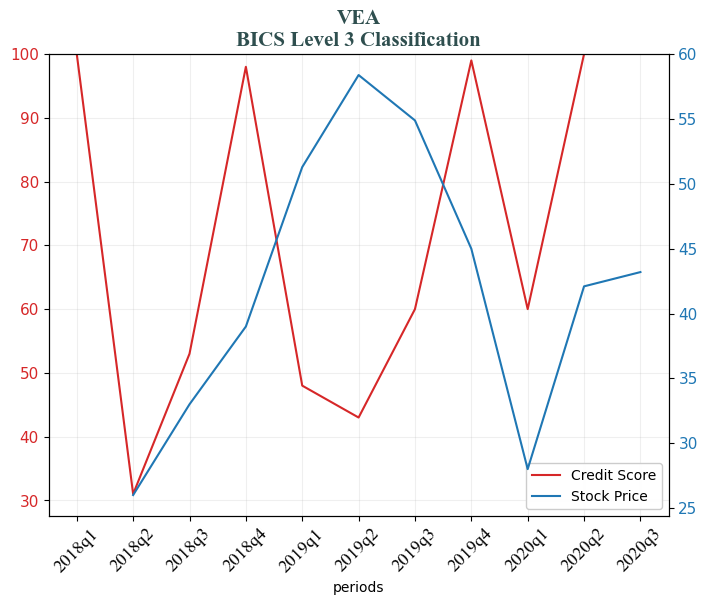 VEA
BICS Level 3 Classification
100
90
80
70
60
50
40
30
60
55
50
45
40
35
30
25
Credit Score
Stock Price
2018q1
2018q2
2018q3
2018q4
2019q1
2019q2
2019q3
2019q4
2020q1
2020q2
2020q3
periods